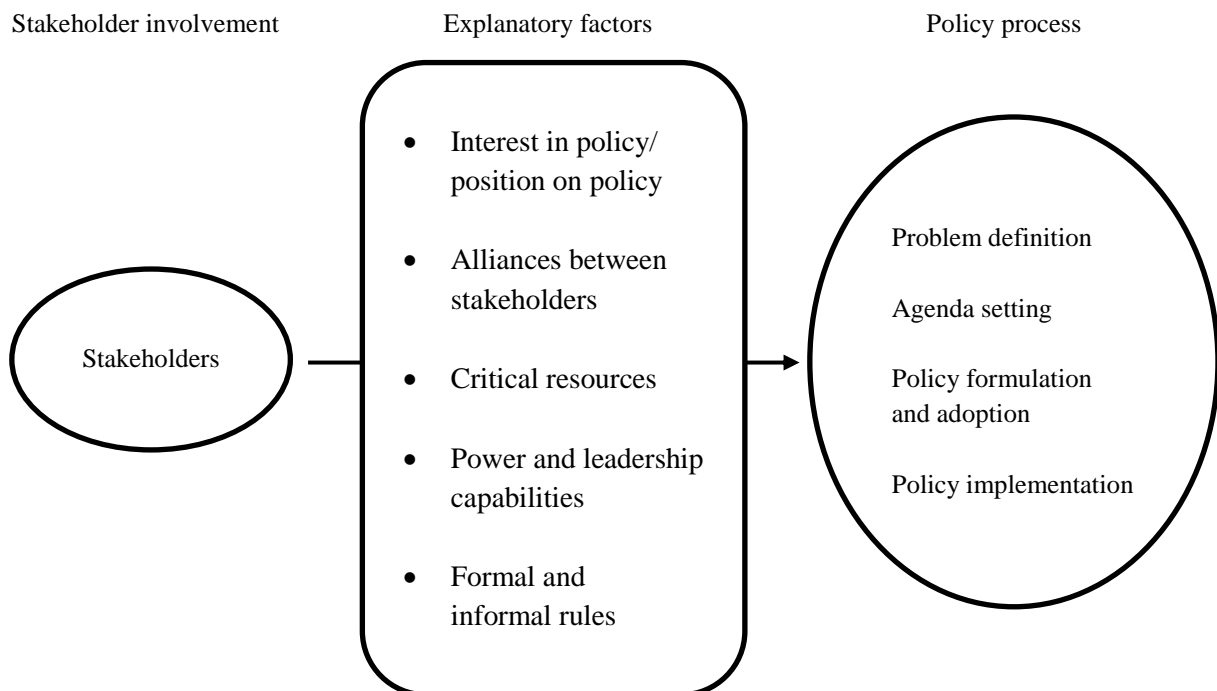 Stakeholder involvement
Explanatory factors
Policy process
Stakeholders
• Interest in policy/
position on policy
• Alliances between
stakeholders
• Critical resources
• Power and leadership
capabilities
• Formal and
informal rules
Problem definition
Agenda setting
Policy formulation
and adoption
Policy implementation